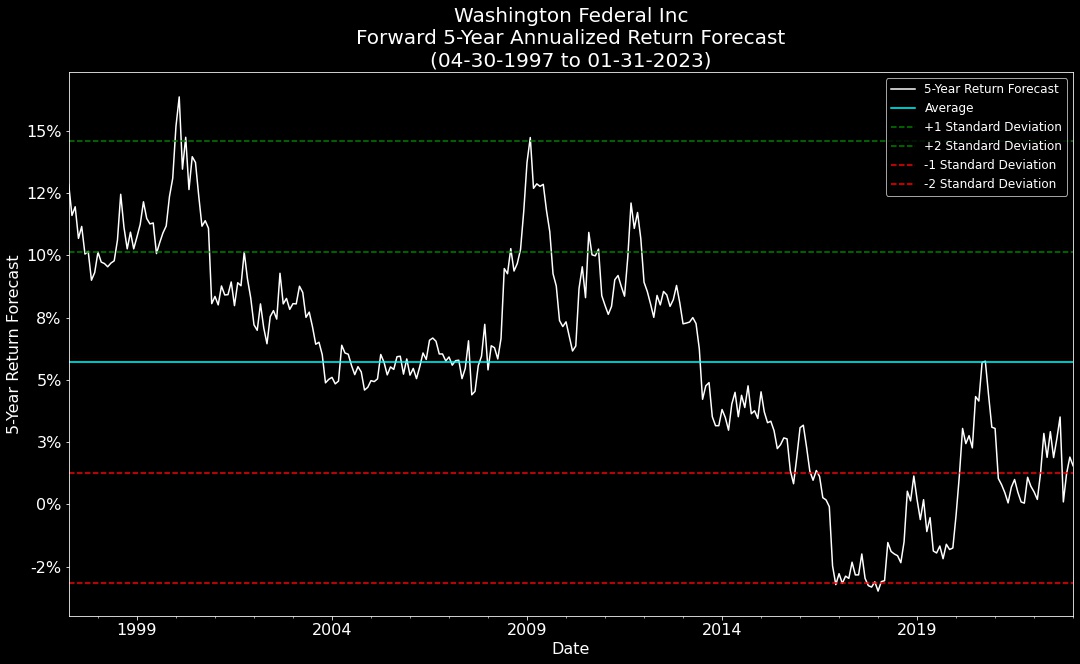 Washington Federal Inc
Forward 5-Year Annualized Return Forecast
(04-30-1997 to 01-31-2023)
5-Year Return Forecast
Average
+1 Standard Deviation
+2 Standard Deviation
-1 Standard Deviation
-2 Standard Deviation
5-Year Return Forecast
15%
12%
10%
8%
5%
3%
0%
-2%
1999
2004
2009
2014
2019
Date